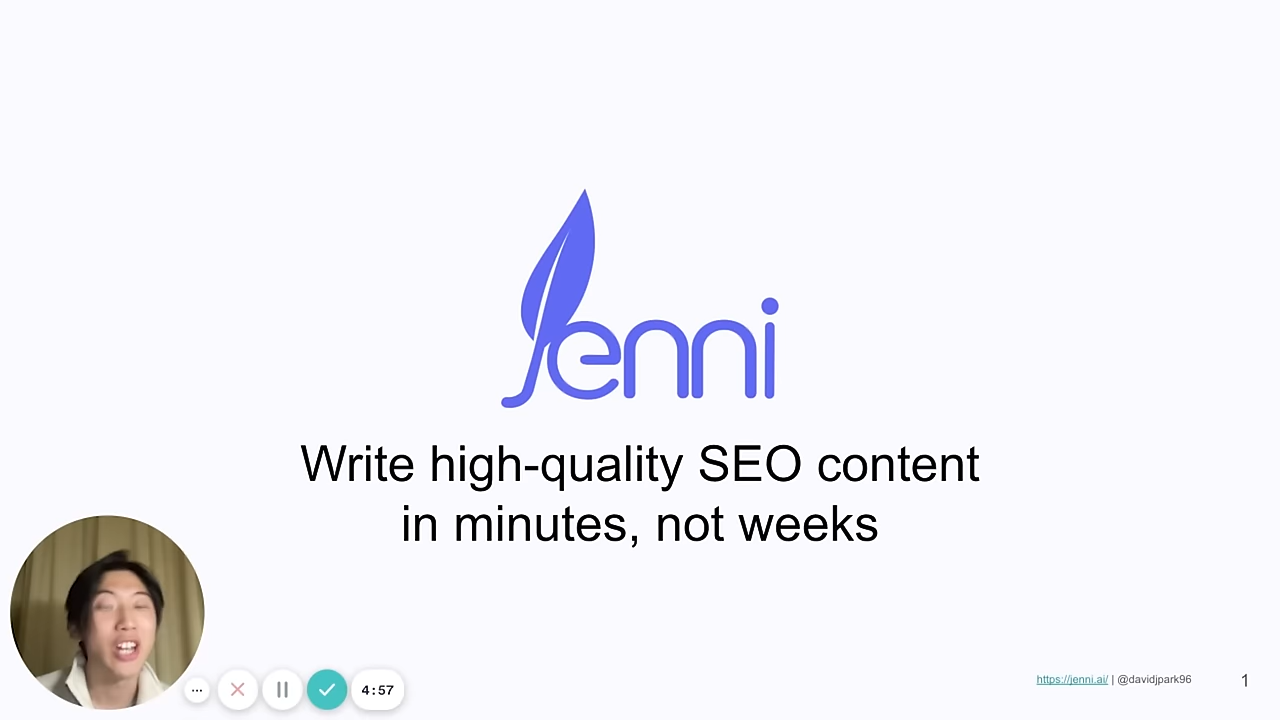 Jenni
Write high-quality SEO content
in minutes, not weeks
4:57
https://jenni.ai/ | @davidjpark96
1